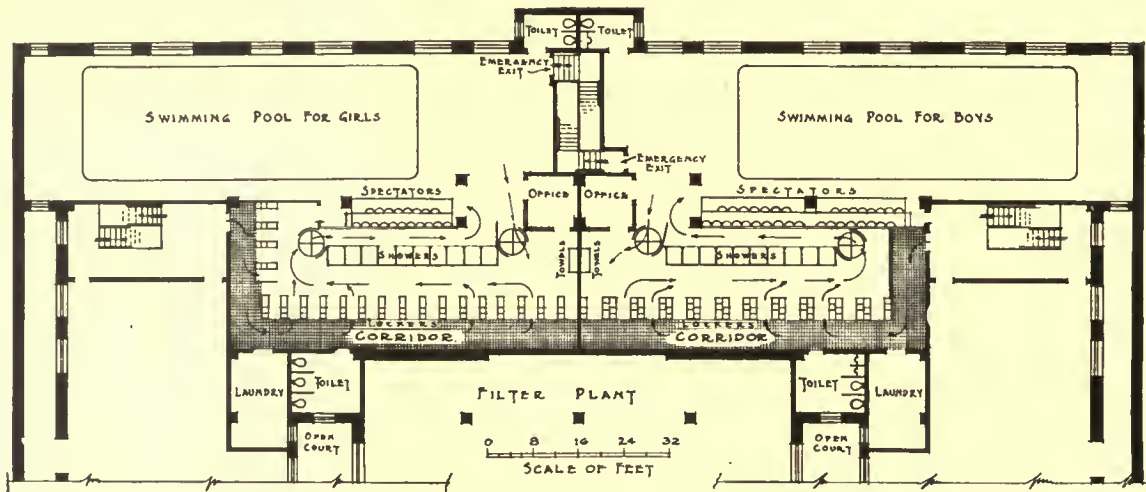 TOILET
TOILET
EMERGENCY
EXIT
SWIMMING POOL FOR GIRLS
SWIMMING POOL FOR BOYS
EMERGENCY
EXIT
SPECTATORS
OFFICE
OFFICE
SPECTATORS
SHOWERS
TOWELS
TOWELS
SHOWERS
LOCKERS
CORRIDOR
LOCKERS
CORRIDOR
LAUNDRY
TOILET
FILTER PLANT
TOILET
LAUNDRY
OPEN
COURT
0 8 16 24 32
SCALE OF FEET
OPEN
COURT